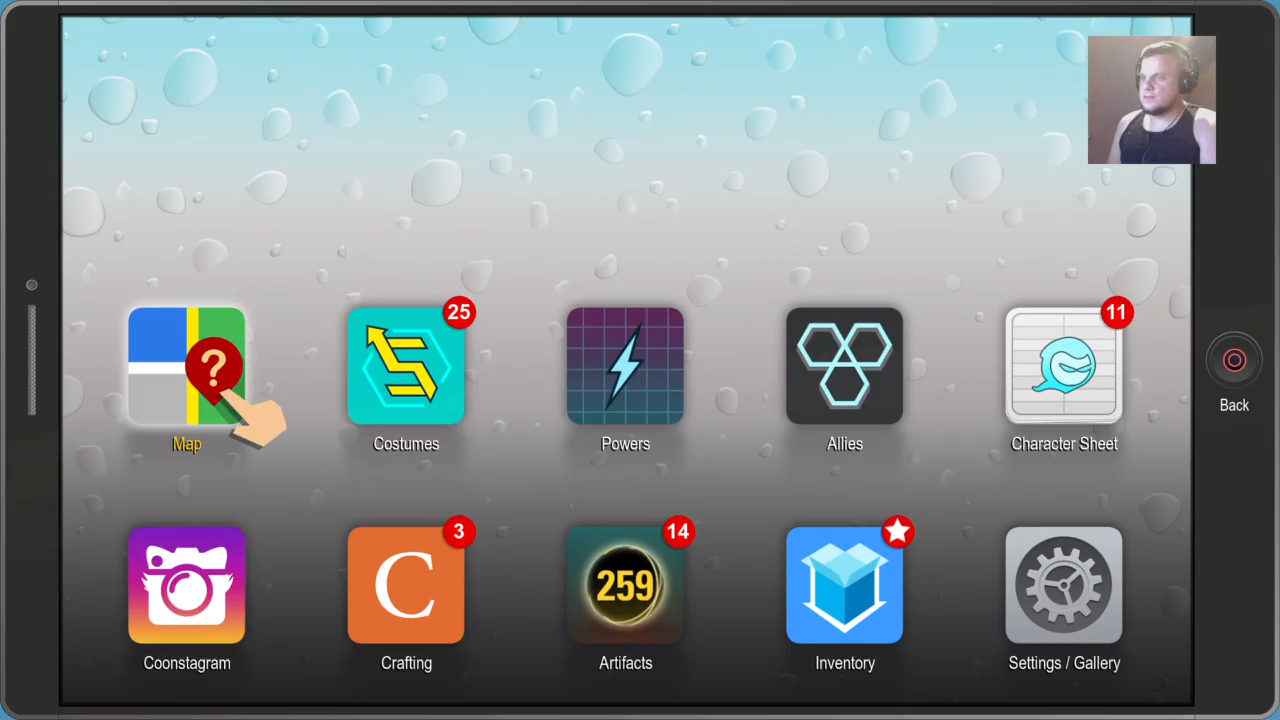 25
11
?
Back
Map
Costumes
Powers
Allies
Character Sheet
3
14
C
259
Coonstagram
Crafting
Artifacts
Inventory
Settings / Gallery